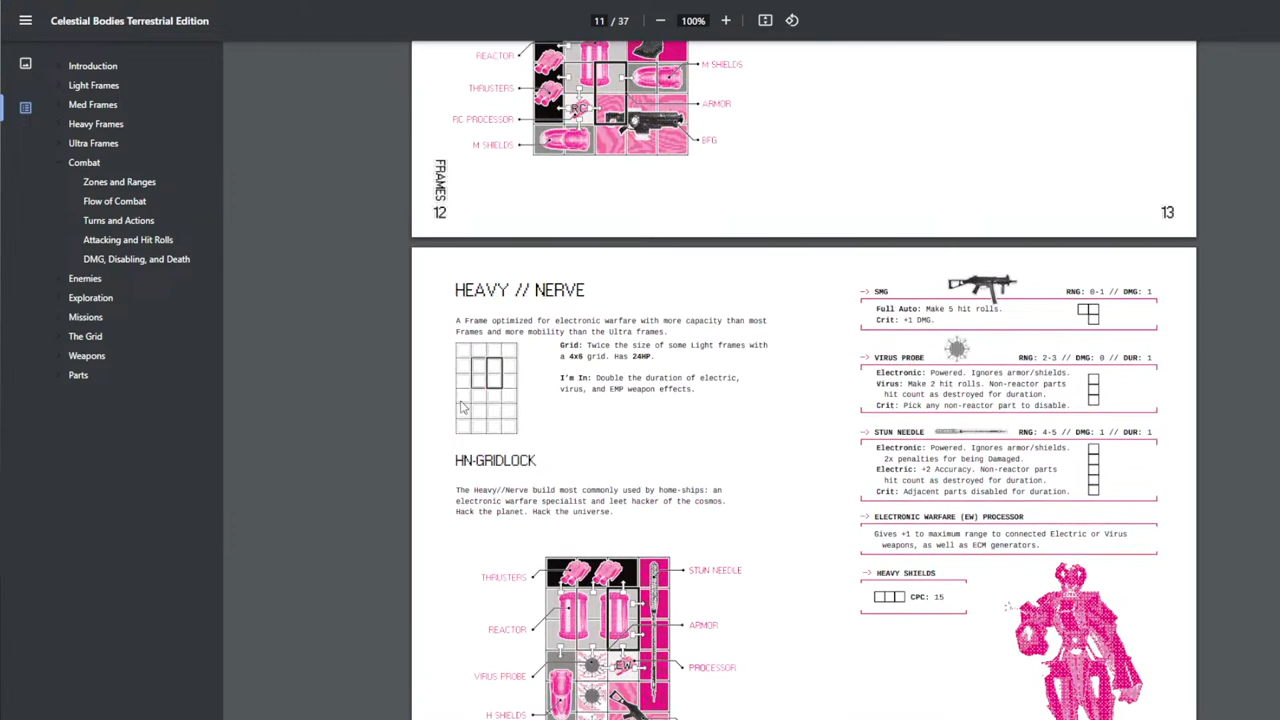 Celestial Bodies Terrestrial Edition
11 / 37
100%
Introduction
Light Frames
Med Frames
Heavy Frames
Ultra Frames
Combat
Zones and Ranges
Flow of Combat
Turns and Actions
Attacking and Hit Rolls
DMG, Disabling, and Death
Enemies
Exploration
Missions
The Grid
Weapons
Parts
REACTOR
THRUSTERS
RC PROCESSOR
M SHIELDS
RC
M SHIELDS
ARMOR
BFG
FRAMES
12
13
HEAVY // NERVE
A Frame optimized for electronic warfare with more capacity than most
Frames and more mobility than the Ultra frames.
Grid: Twice the size of some Light frames with
a 4x6 grid. Has 24HP.
I'm In: Double the duration of electric,
virus, and EMP weapon effects.
HN-GRIDLOCK
The Heavy//Nerve build most commonly used by home-ships: an
electronic warfare specialist and leet hacker of the cosmos.
Hack the planet. Hack the universe.
THRUSTERS
REACTOR
VIRUS PROBE
H SHIELDS
EW
STUN NEEDLE
ARMOR
PROCESSOR
SMG
RNG: 0-1 // DMG: 1
Full Auto: Make 5 hit rolls.
Crit: +1 DMG.
VIRUS PROBE
RNG: 2-3 // DMG: 0 // DUR: 1
Electronic: Powered. Ignores armor/shields.
Virus: Make 2 hit rolls. Non-reactor parts
hit count as destroyed for duration.
Crit: Pick any non-reactor part to disable.
STUN NEEDLE
RNG: 4-5 // DMG: 1 // DUR: 1
Electronic: Powered. Ignores armor/shields.
2x penalties for being Damaged.
Electric: +2 Accuracy. Non-reactor parts
hit count as destroyed for duration.
Crit: Adjacent parts disabled for duration.
ELECTRONIC WARFARE (EW) PROCESSOR
Gives +1 to maximum range to connected Electric or Virus
weapons, as well as ECM generators.
HEAVY SHIELDS
CPC: 15